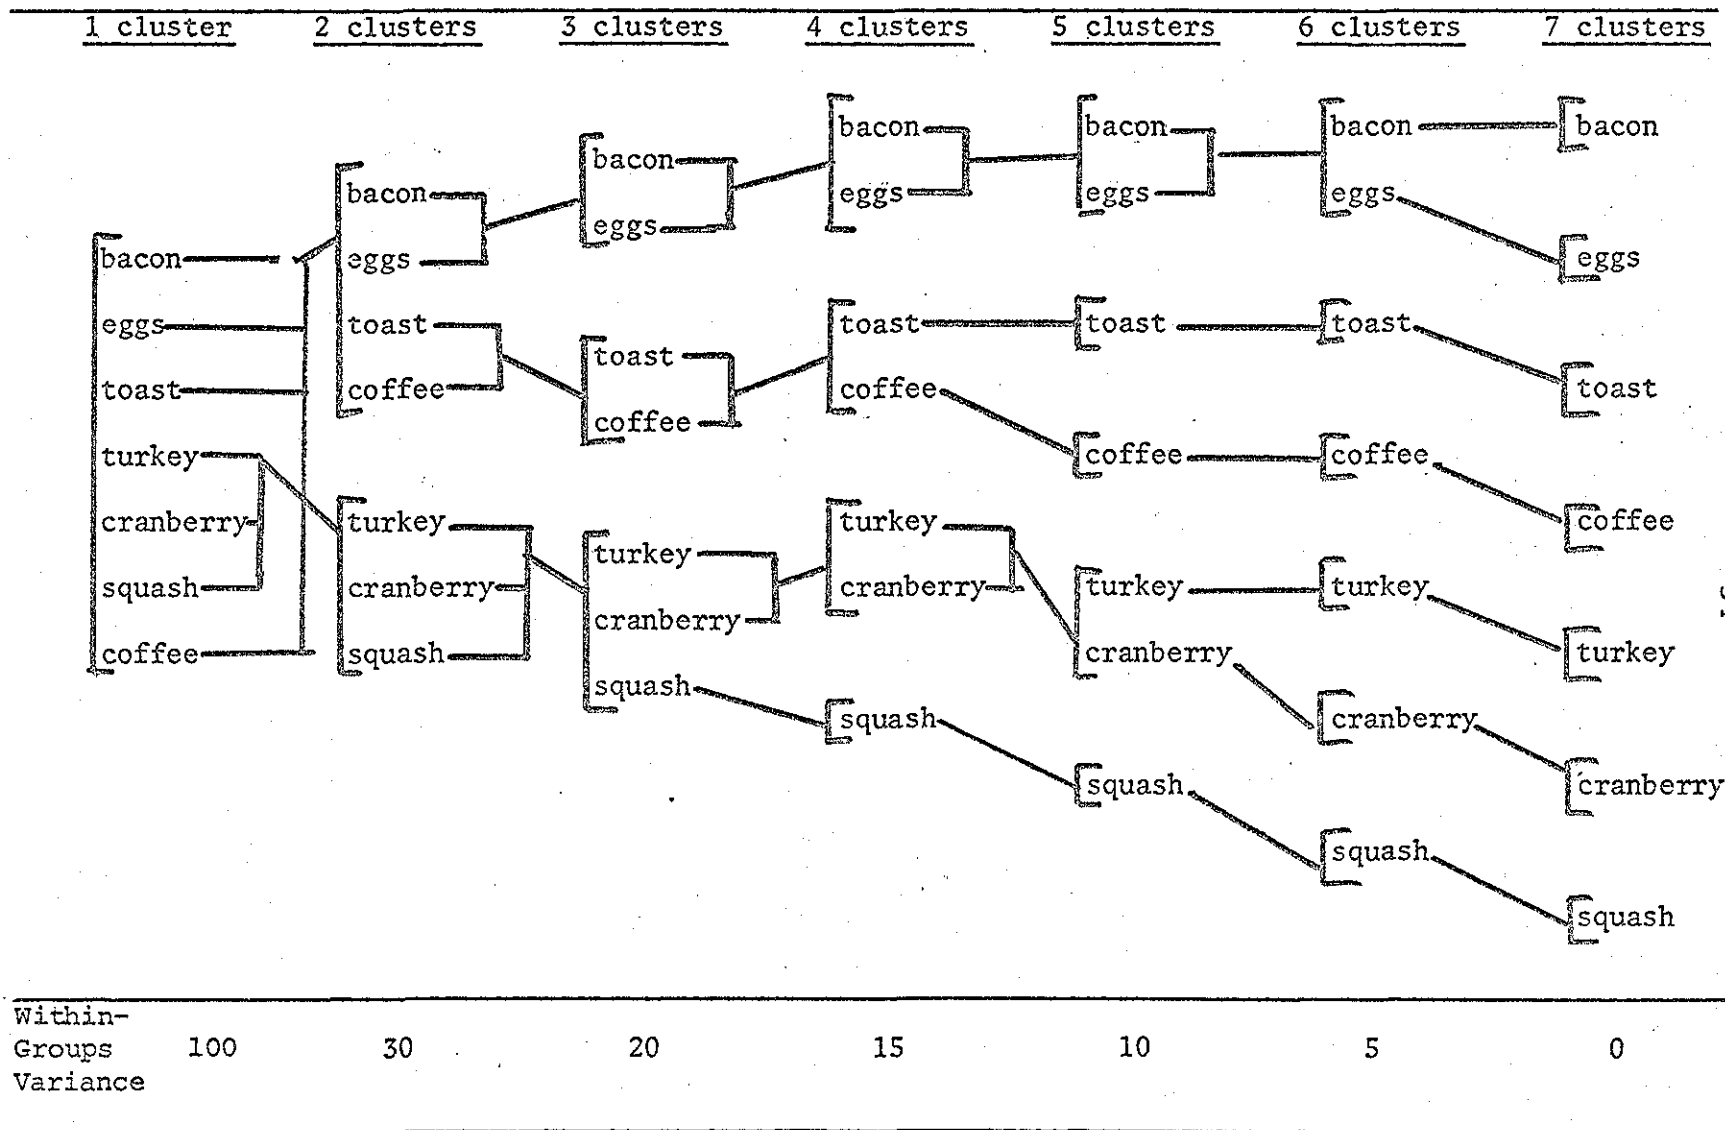 1 cluster 2 clusters 3 clusters 4 clusters 5 clusters 6 clusters 7 clusters
bacon
eggs
toast
turkey
cranberry
squash
coffee
bacon
eggs
toast
coffee
turkey
cranberry
squash
bacon
eggs
toast
coffee
turkey
cranberry
squash
bacon
eggs
toast
coffee
turkey
cranberry
squash
bacon
eggs
toast
coffee
turkey
cranberry
squash
bacon
eggs
toast
coffee
turkey
cranberry
squash
bacon
eggs
toast
coffee
turkey
cranberry
squash
Within-
Groups 100 30 20 15 10 5 0
Variance